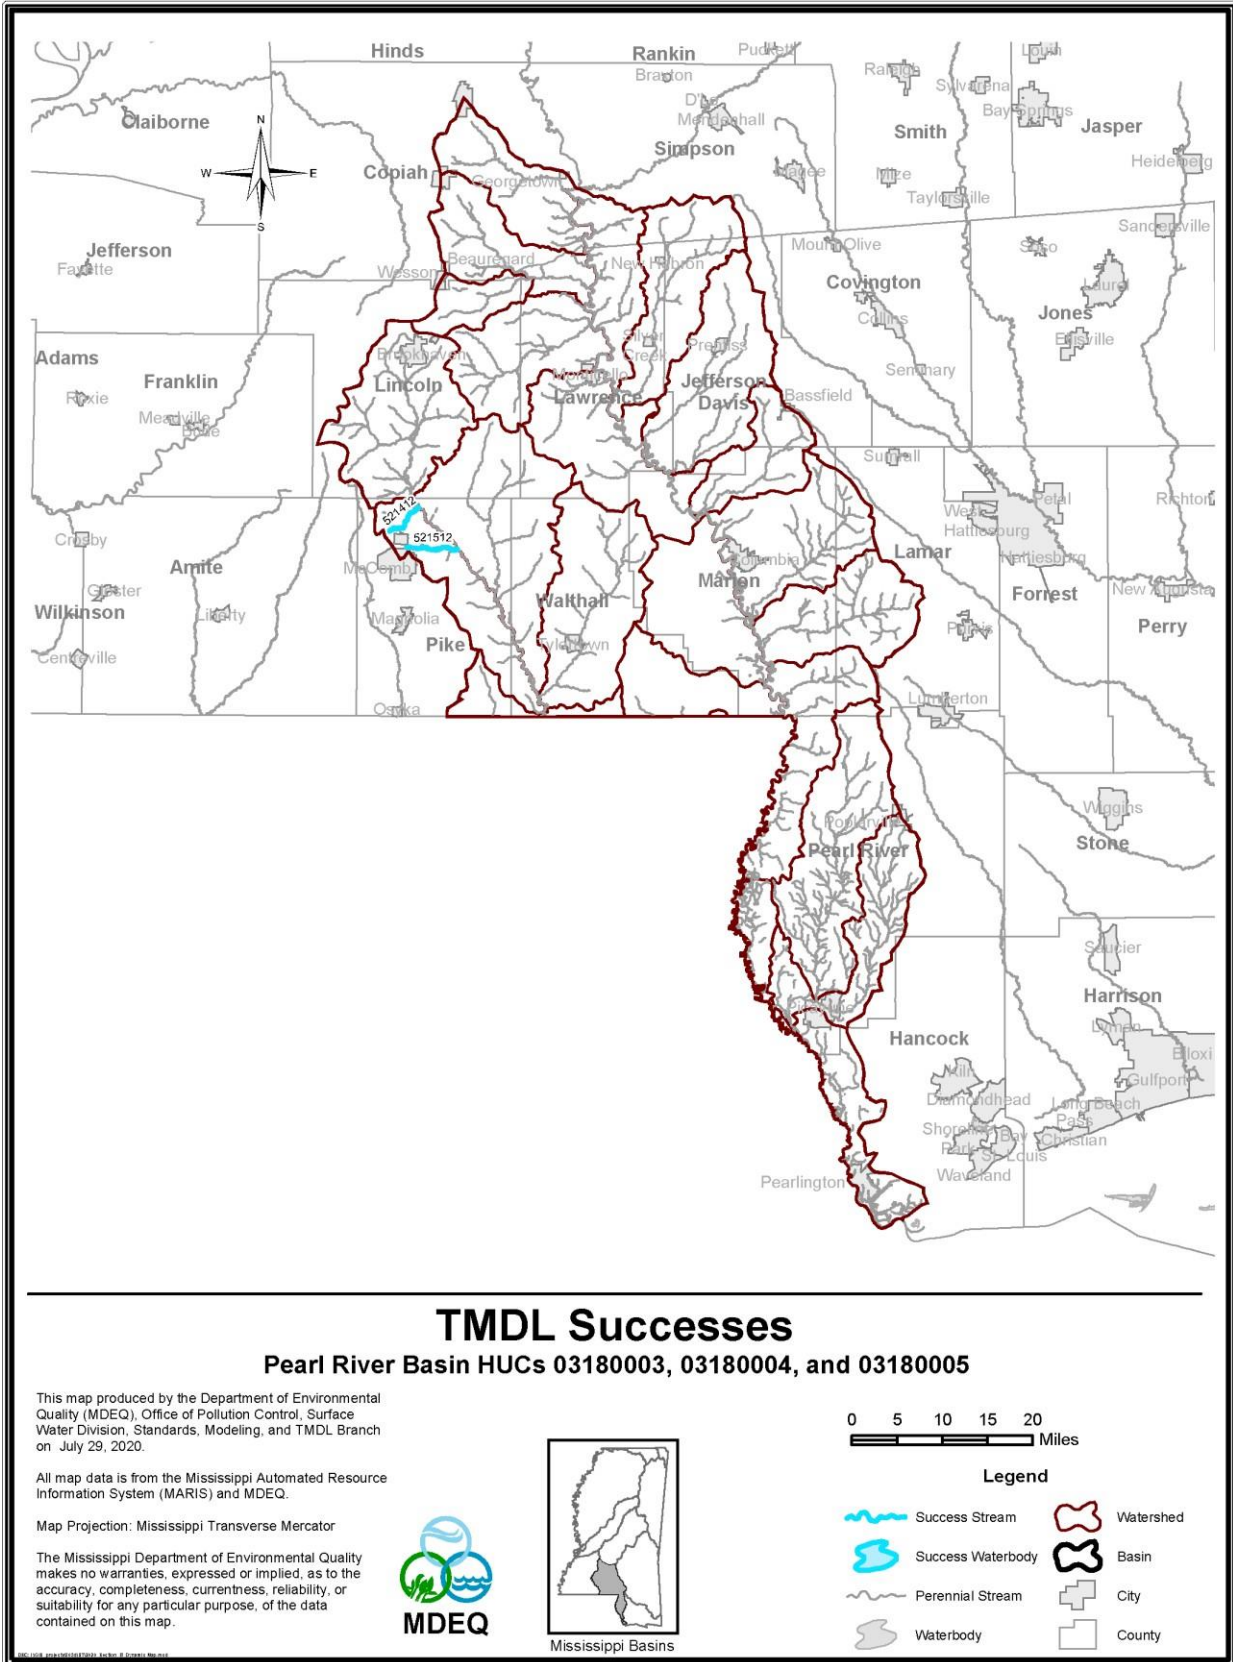 Hinds
Rankin
Puckett
Louin
Raleigh
Braxton
Sylvarena
D'Lo
Mendenhall
Bay Springs
Claiborne
Smith
Jasper
N
W
E
S
Simpson
Copiah
Georgetown
Magee
Mize
Heidelberg
Taylorsville
Sandersville
Jefferson
Fayette
Wesson
Beauregard
New Hebron
Mount Olive
Soso
Covington
Laurel
Collins
Jones
Ellisville
Adams
Franklin
Brookhaven
Lincoln
Silver
Creek
Prentiss
Monticello
Lawrence
Jefferson
Davis
Seminary
Bassfield
Roxie
Meadville
Bude
Sumrall
521412
521512
West
Hattiesburg
Petal
Richton
Hattiesburg
Crosby
Amite
McComb
Columbia
Marion
Lamar
Forrest
New Augusta
Gloster
Wilkinson
Liberty
Magnolia
Walthall
Perry
Pike
Tylertown
Purvis
Centreville
Osyka
Lumberton
Poplarville
Pearl River
Wiggins
Stone
Saucier
Harrison
Picayune
Hancock
Lyman
Biloxi
Kiln
Gulfport
Diamondhead
Long Beach
Pass
Christian
Shoreline
Park
Bay
St. Louis
Waveland
Pearlington
TMDL Successes
Pearl River Basin HUCs 03180003, 03180004, and 03180005
This map produced by the Department of Environmental
Quality (MDEQ), Office of Pollution Control, Surface
Water Division, Standards, Modeling, and TMDL Branch
on July 29, 2020.
All map data is from the Mississippi Automated Resource
Information System (MARIS) and MDEQ.
Map Projection: Mississippi Transverse Mercator
The Mississippi Department of Environmental Quality
makes no warranties, expressed or implied, as to the
accuracy, completeness, currentness, reliability, or
suitability for any particular purpose, of the data
contained on this map.
MDEQ
Mississippi Basins
0 5 10 15 20
Miles
Legend
Success Stream
Watershed
Success Waterbody
Basin
Perennial Stream
City
Waterbody
County